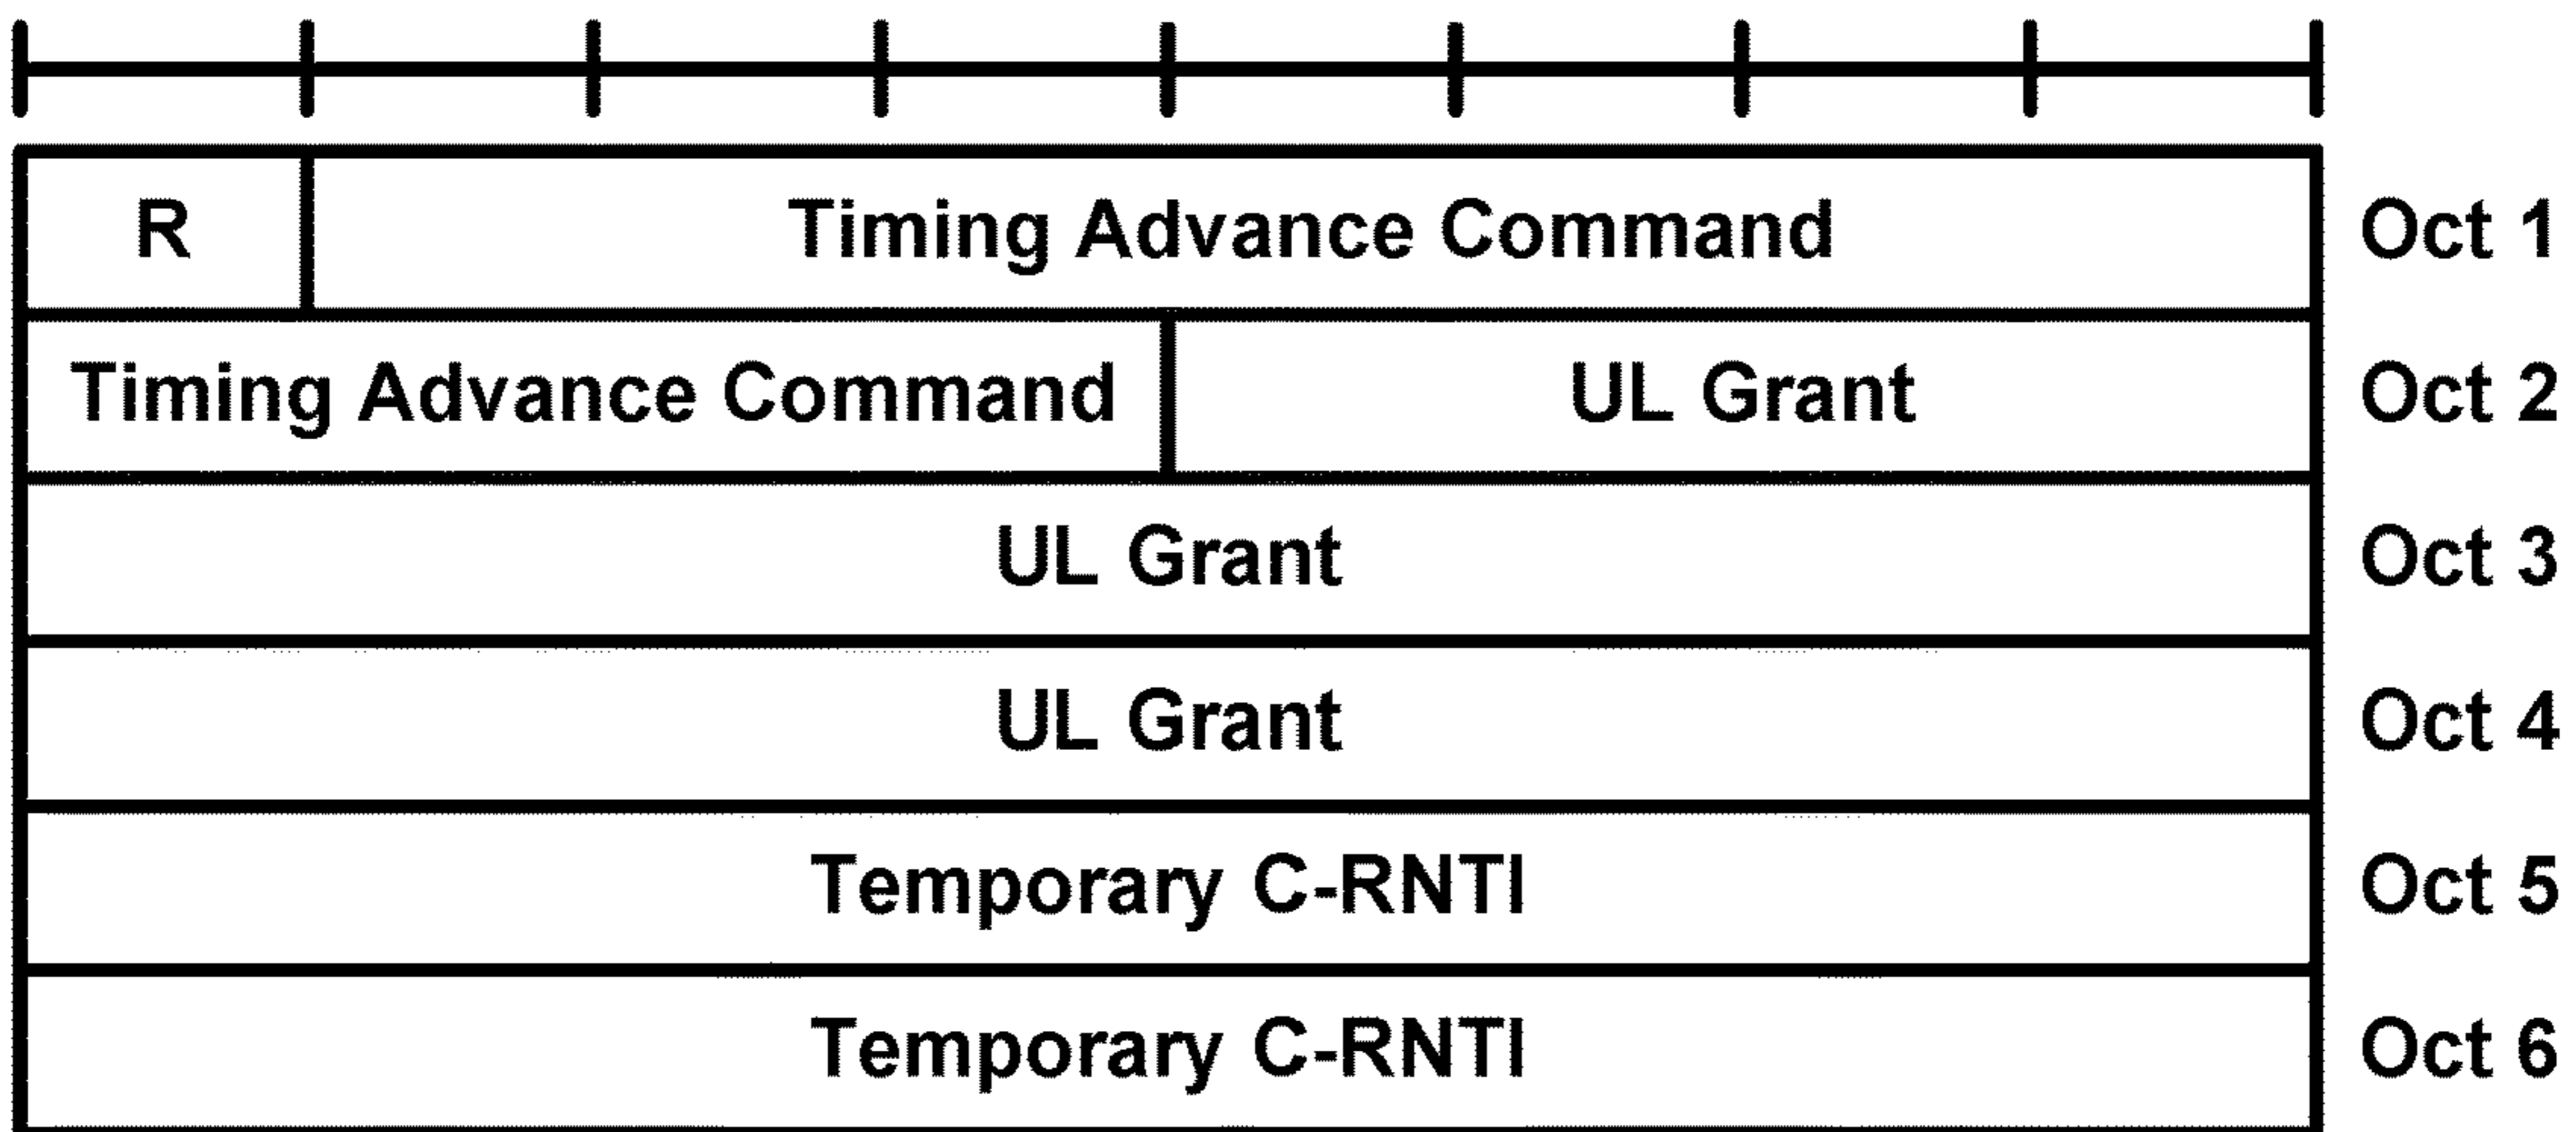 R Timing Advance Command Oct 1
Timing Advance Command UL Grant Oct 2
UL Grant Oct 3
UL Grant Oct 4
Temporary C-RNTI Oct 5
Temporary C-RNTI Oct 6